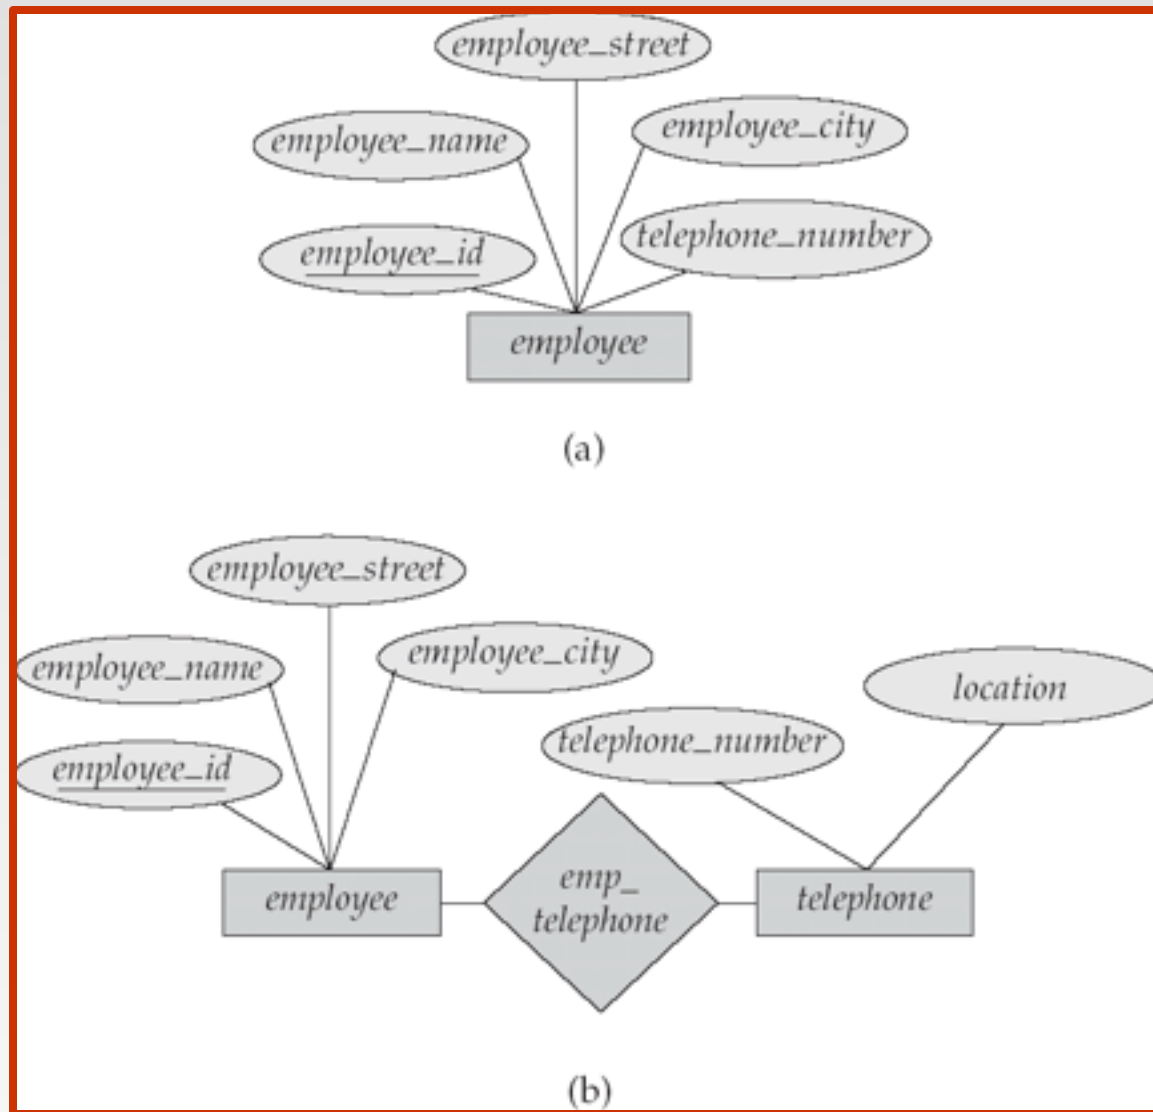 employee_street
employee_name
employee_city
employee_id
telephone_number
employee
(a)
employee_street
employee_name
employee_city
location
employee_id
telephone_number
employee
emp_
telephone
telephone
(b)